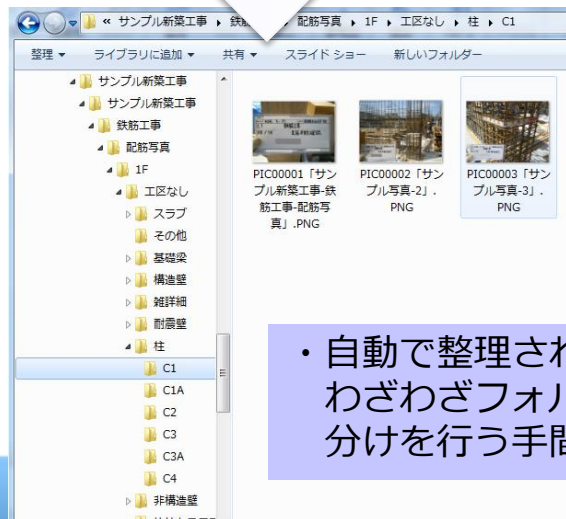 « サンプル新築工事 ▸ 鉄 ▸ 配筋写真 ▸ 1F ▸ 工区なし ▸ 柱 ▸ C1
整理 ▼ ライブラリに追加 ▼ 共有 ▼ スライド ショー 新しいフォルダー
サンプル新築工事
サンプル新築工事
鉄筋工事
配筋写真
1F
工区なし
スラブ
その他
基礎梁
構造壁
雑詳細
耐震壁
柱
C1
C1A
C2
C3
C3A
C4
非構造壁
PIC00001「サン
プル新築工事-鉄
筋工事-配筋写
真」.PNG
PIC00002「サン
プル写真-2」.
PNG
PIC00003「サン
プル写真-3」.
PNG
・自動で整理され
わざわざフォル
分けを行う手間